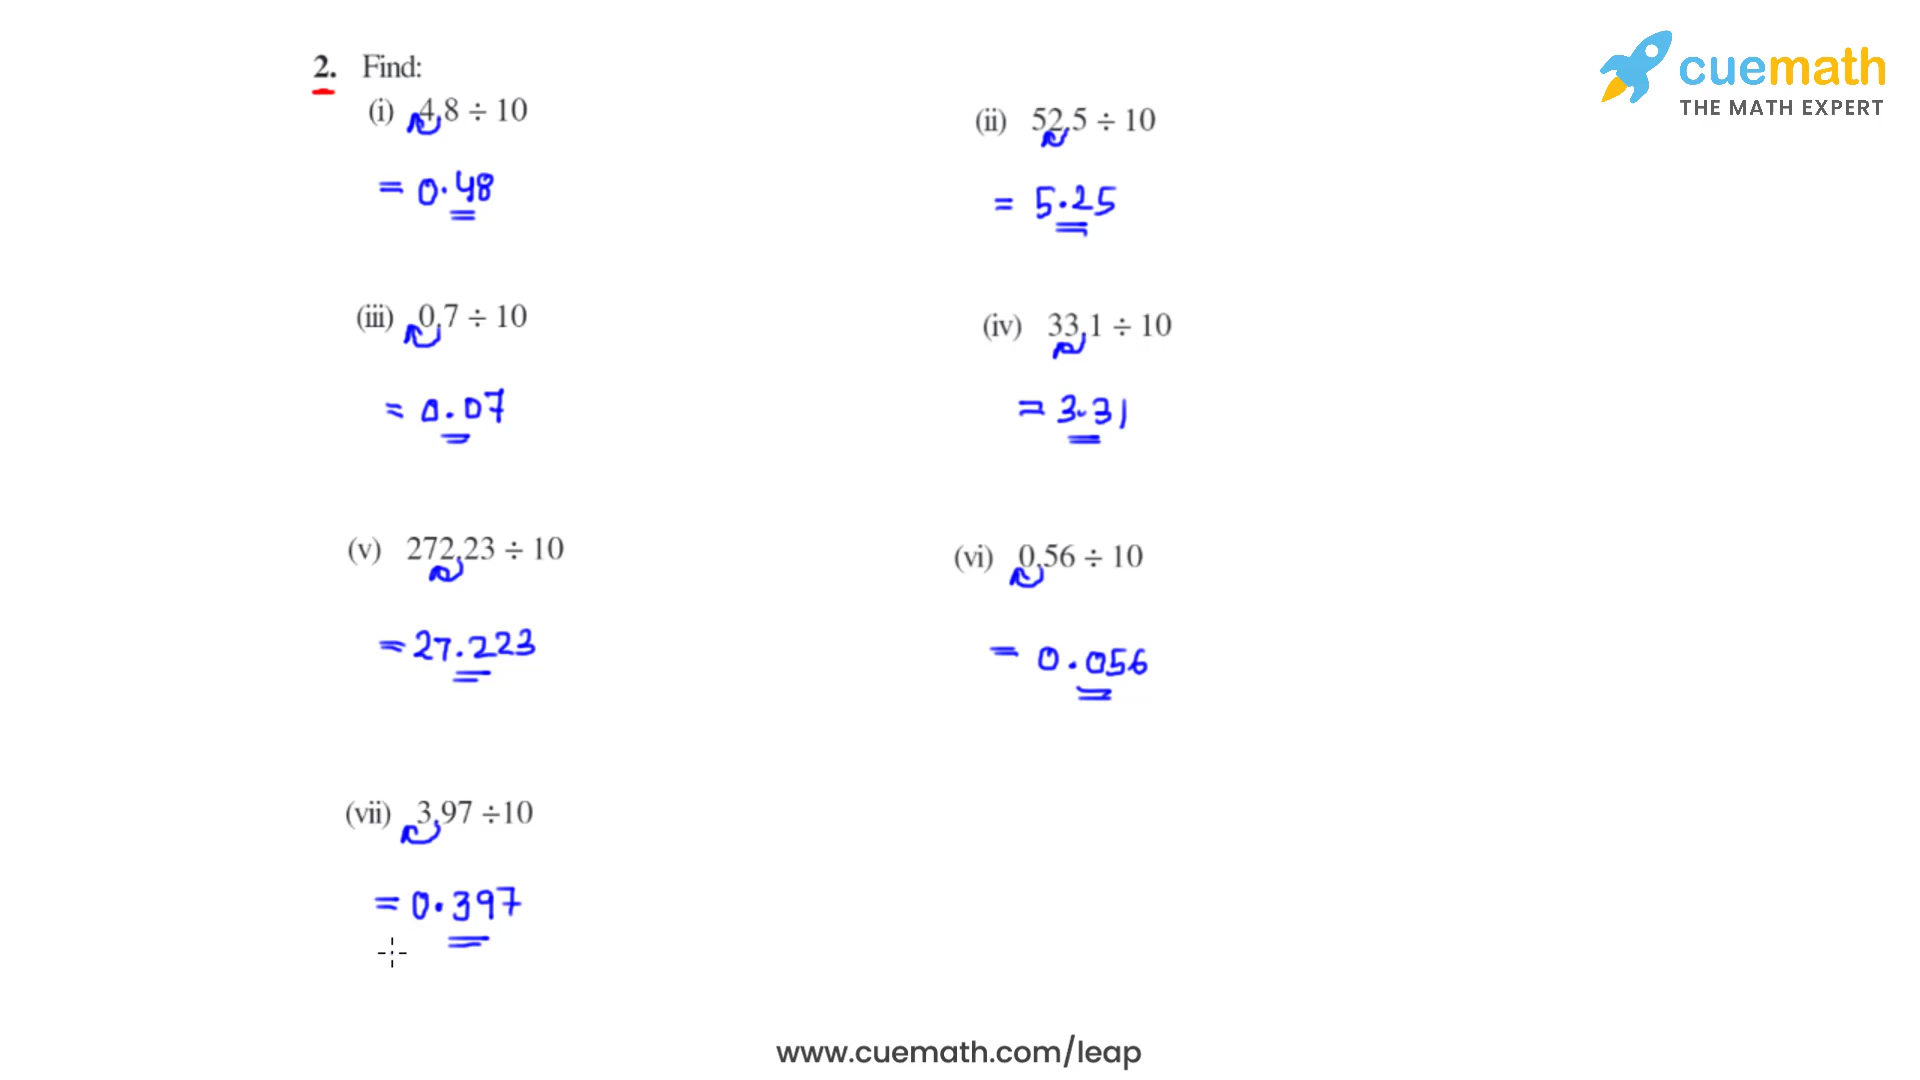 cuemath
THE MATH EXPERT
2. Find:
(i) 4.8 ÷ 10
= 0.48
(ii) 52.5 ÷ 10
= 5.25
(iii) 0.7 ÷ 10
= 0.07
(iv) 33.1 ÷ 10
= 3.31
(v) 272.23 ÷ 10
= 27.223
(vi) 0.56 ÷ 10
= 0.056
(vii) 3.97 ÷10
= 0.397
www.cuemath.com/leap